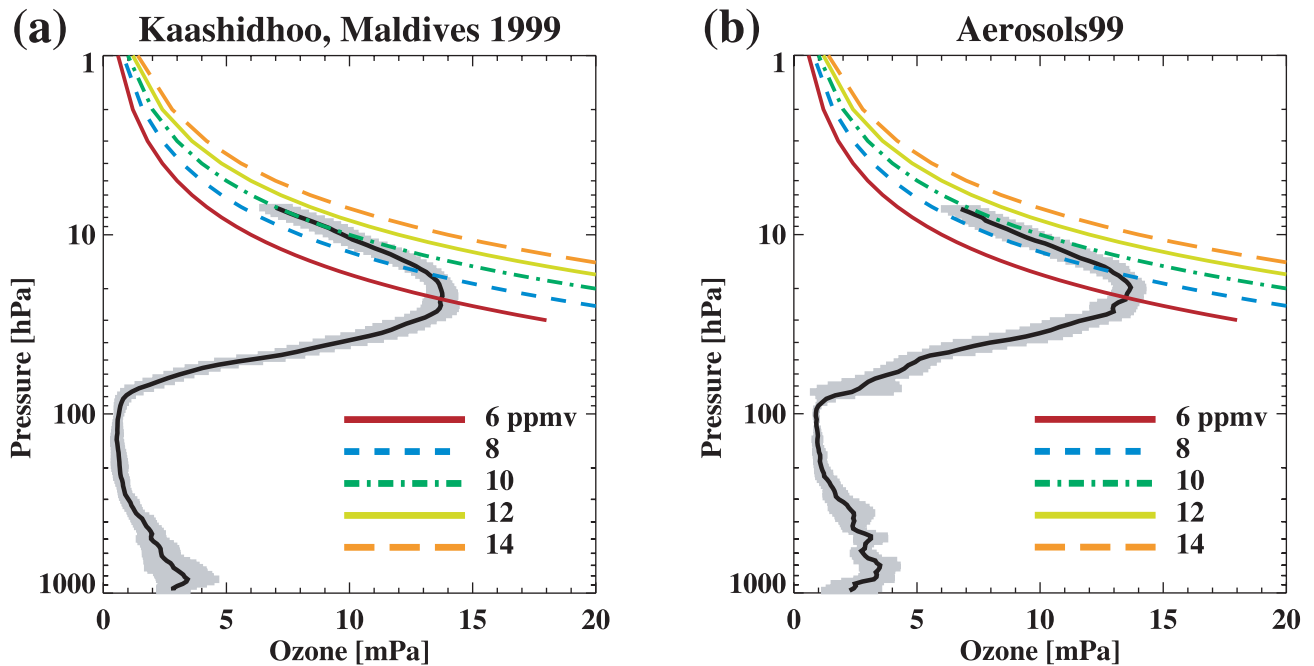 (a) Kaashidhoo, Maldives 1999
1
10
100
1000
Pressure [hPa]
6 ppmv
8
10
12
14
0 5 10 15 20
Ozone [mPa]
(b) Aerosols99
1
10
100
1000
Pressure [hPa]
6 ppmv
8
10
12
14
0 5 10 15 20
Ozone [mPa]